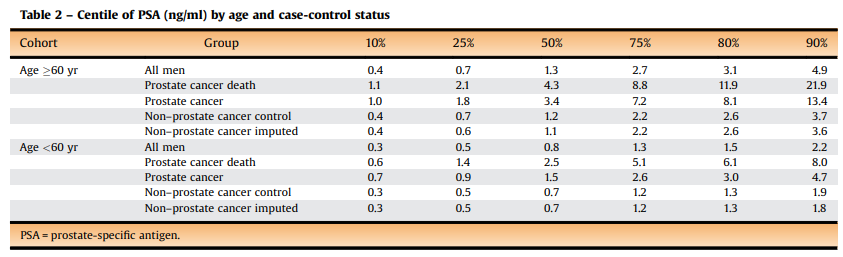 Table 2 – Centile of PSA (ng/ml) by age and case-control status
Cohort Group 10% 25% 50% 75% 80% 90%
Age ≥60 yr All men 0.4 0.7 1.3 2.7 3.1 4.9
Prostate cancer death 1.1 2.1 4.3 8.8 11.9 21.9
Prostate cancer 1.0 1.8 3.4 7.2 8.1 13.4
Non–prostate cancer control 0.4 0.7 1.2 2.2 2.6 3.7
Non–prostate cancer imputed 0.4 0.6 1.1 2.2 2.6 3.6
Age <60 yr All men 0.3 0.5 0.8 1.3 1.5 2.2
Prostate cancer death 0.6 1.4 2.5 5.1 6.1 8.0
Prostate cancer 0.7 0.9 1.5 2.6 3.0 4.7
Non–prostate cancer control 0.3 0.5 0.7 1.2 1.3 1.9
Non–prostate cancer imputed 0.3 0.5 0.7 1.2 1.3 1.8
PSA = prostate-specific antigen.